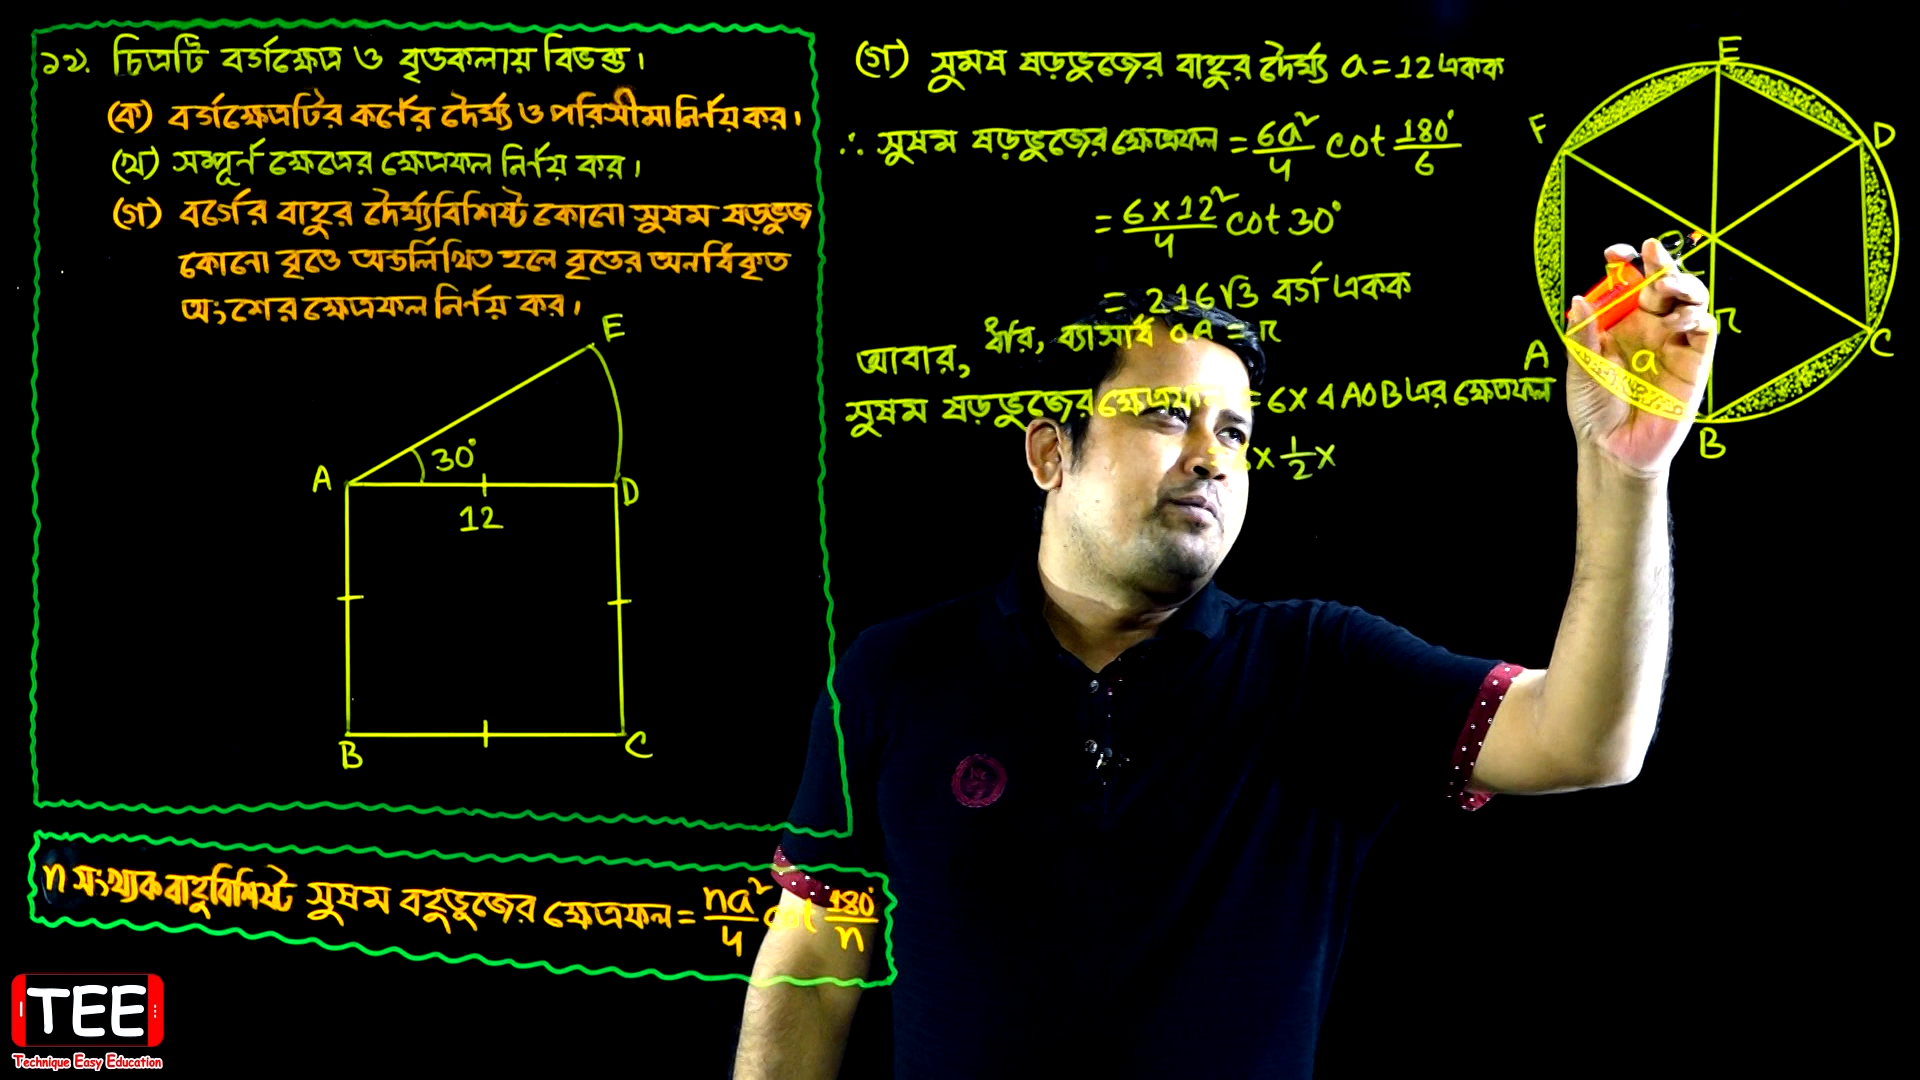 ১২. চিত্রটি বর্গক্ষেত্র ও বৃত্তকলায় বিভক্ত।
(ক) বর্গক্ষেত্রটির কর্ণের দৈর্ঘ্য ও পরিসীমা নির্ণয় কর।
(খ) সম্পূর্ণ ক্ষেত্রের ক্ষেত্রফল নির্ণয় কর।
(গ) বর্গের বাহুর দৈর্ঘ্যবিশিষ্ট কোনো সুষম ষড়ভুজ
কোনো বৃত্তে অন্তর্লিখিত হলে বৃত্তের অনধিকৃত
অংশের ক্ষেত্রফল নির্ণয় কর।
E
30°
A
D
12
B
C
n সংখ্যক বাহুবিশিষ্ট সুষম বহুভুজের ক্ষেত্রফল = na²/4 cot 180°/n
(গ) সুষম ষড়ভুজের বাহুর দৈর্ঘ্য a = 12 একক
∴ সুষম ষড়ভুজের ক্ষেত্রফল = 6a²/4 cot 180°/6
= 6×12²/4 cot 30°
= 216√3 বর্গ একক
আবার, ধরি, ব্যাসার্ধ OA = r
সুষম ষড়ভুজের ক্ষেত্রফল = 6 × ΔAOB এর ক্ষেত্রফল
× 1/2 ×
E
F
D
r
r
A
a
C
B
TEE
Technique Easy Education